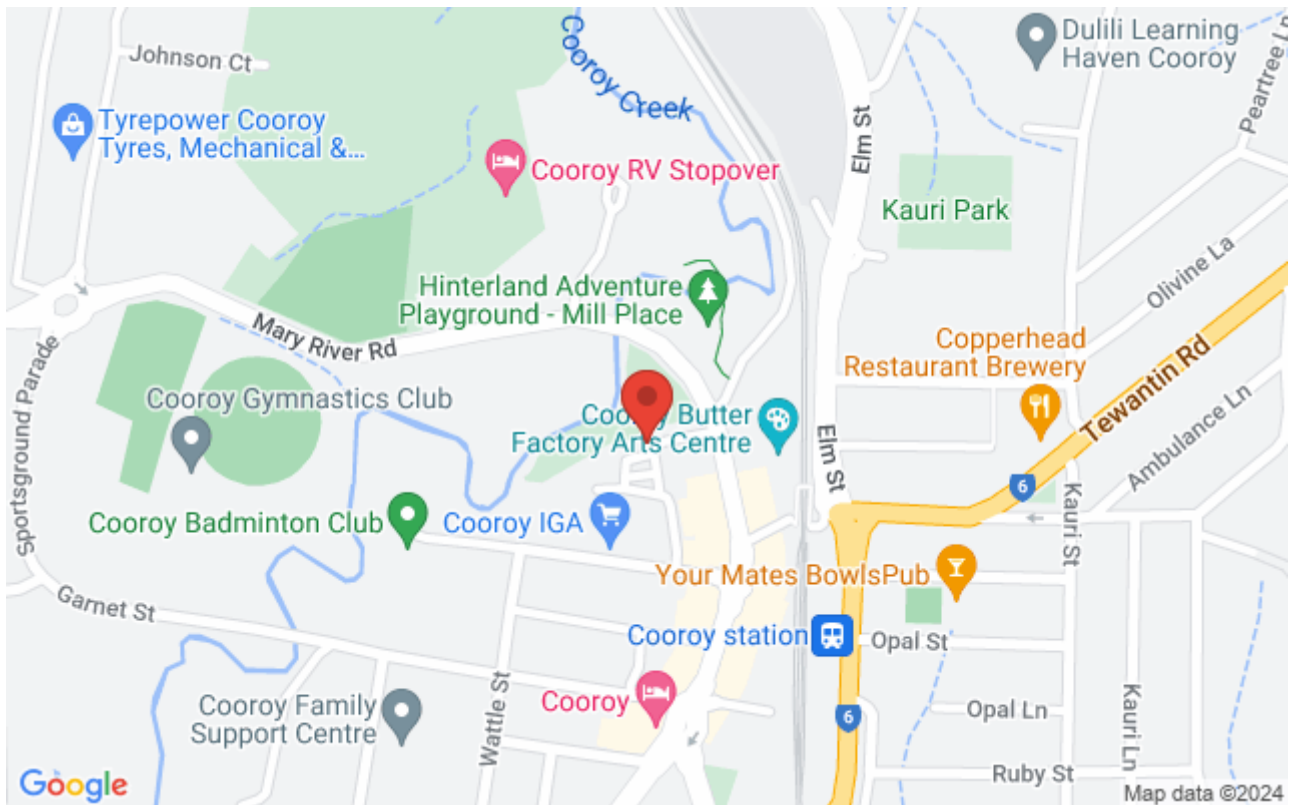 Johnson Ct
Cooroy Creek
Dulili Learning
Haven Cooroy
Peartree Ln
Tyrepower Cooroy
Tyres, Mechanical &...
Elm St
Cooroy RV Stopover
Kauri Park
Olivine La
Hinterland Adventure
Playground - Mill Place
Mary River Rd
Copperhead
Restaurant Brewery
Tewantin Rd
Sportsground Parade
Cooroy Gymnastics Club
Cooroy Butter
Factory Arts Centre
Elm St
Ambulance Ln
6
Kauri St
Cooroy Badminton Club
Cooroy IGA
Your Mates BowlsPub
Garnet St
Cooroy station
Opal St
Wattle St
Cooroy
Cooroy Family
Support Centre
6
Opal Ln
Kauri Ln
Ruby St
Google
Map data ©2024